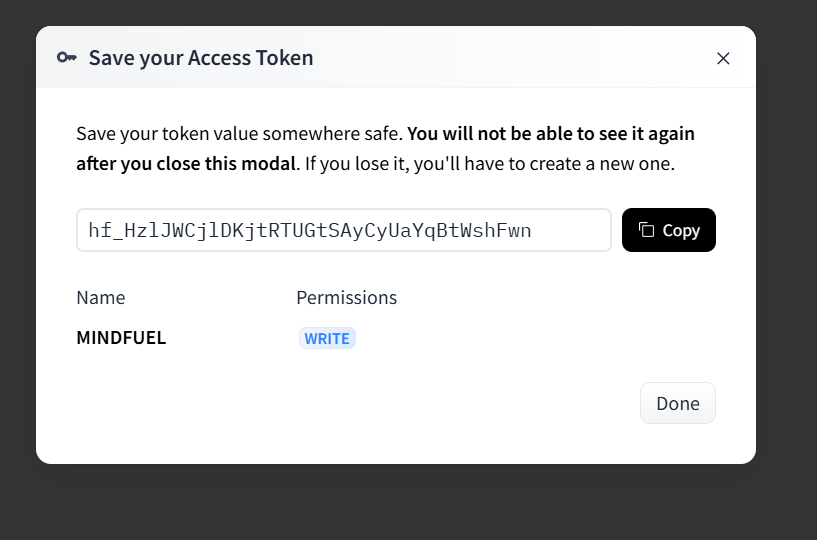 Save your Access Token
Save your token value somewhere safe. You will not be able to see it again
after you close this modal. If you lose it, you'll have to create a new one.
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
Copy
Name Permissions
MINDFUEL WRITE
Done